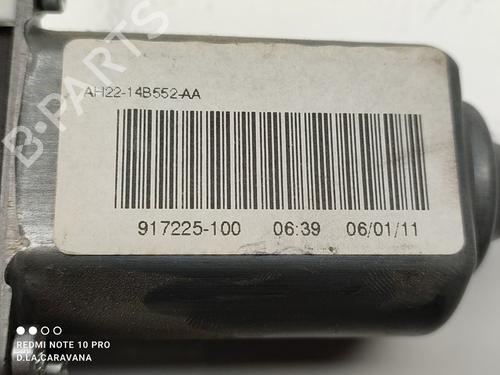 AH22-14B552-AA
B-PARTS
917225-100 06:39 06/01/11
REDMI NOTE 10 PRO
D.LA.CARAVANA